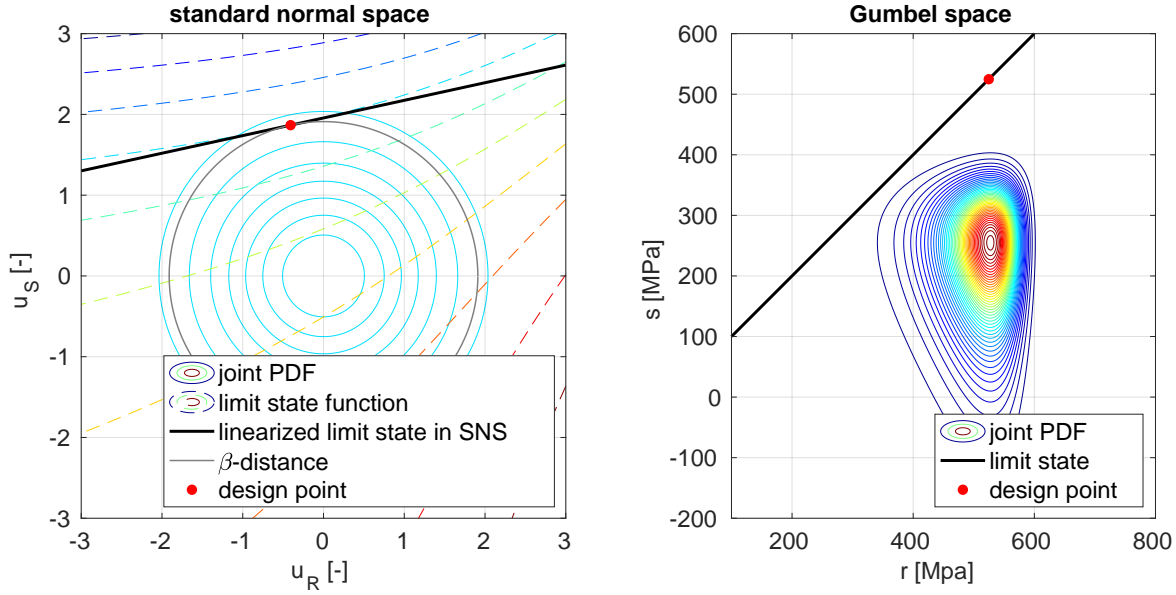 standard normal space
3
2
1
0
-1
-2
-3
u_S [-]
-3
-2
-1
0
1
2
3
u_R [-]
joint PDF
limit state function
linearized limit state in SNS
β-distance
design point
Gumbel space
600
500
400
300
200
100
0
-100
-200
s [MPa]
200
400
600
800
r [Mpa]
joint PDF
limit state
design point